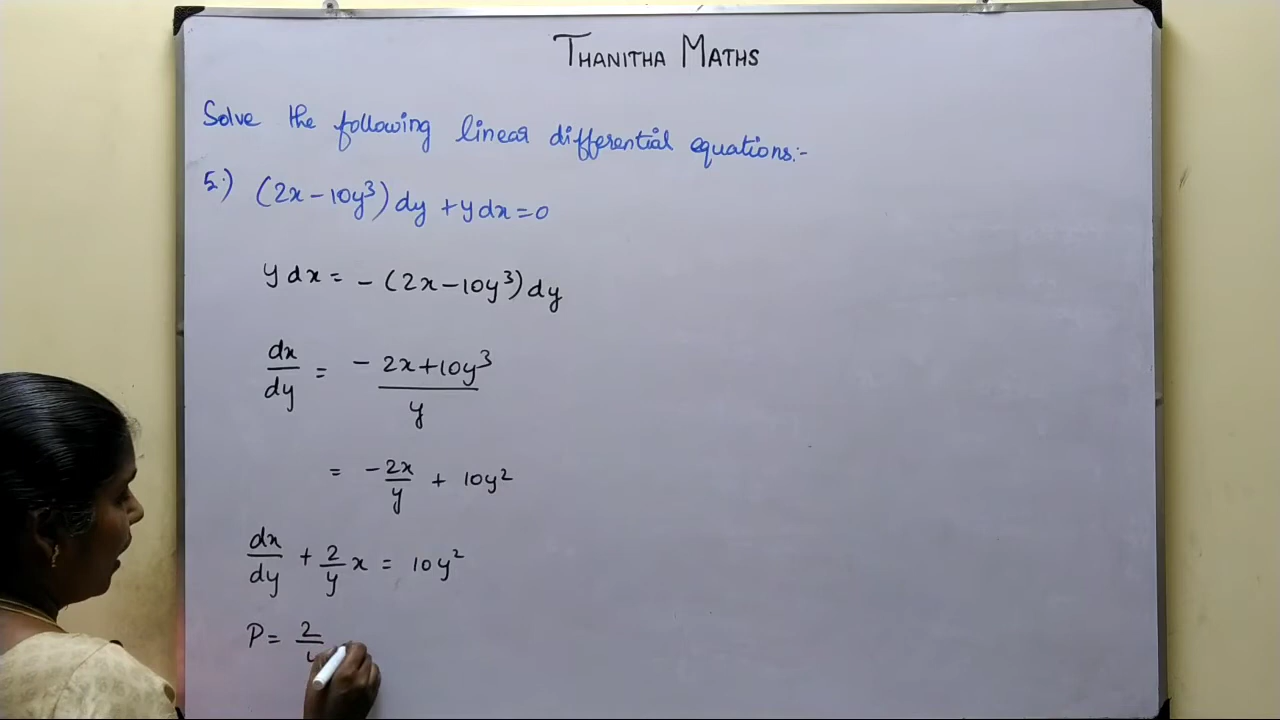 THANITHA MATHS
Solve the following linear differential equations:-
5.) (2x-10y³) dy + y dx = 0
y dx = - (2x-10y³) dy
dx/dy = - 2x+10y³/y
= -2x/y + 10y²
dx/dy + 2/y x = 10y²
P = 2/